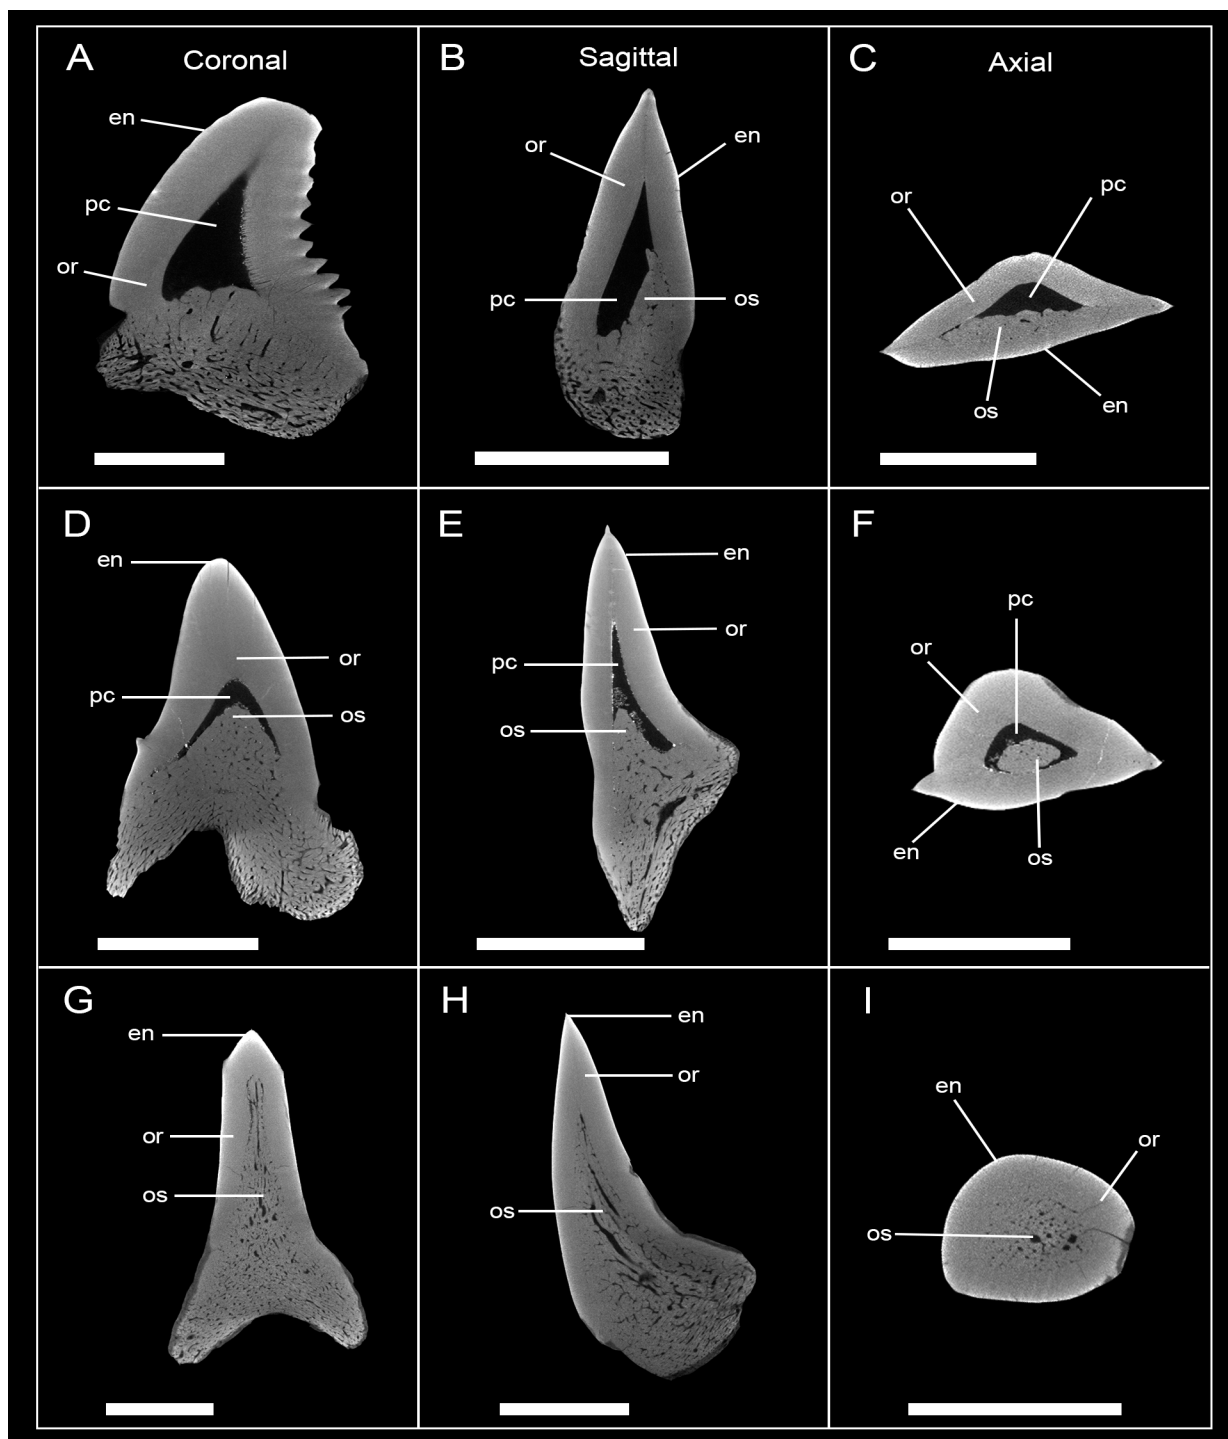 A Coronal
en
pc
or
B Sagittal
or
en
pc
os
C Axial
or
pc
os
en
D
en
or
pc
os
E
en
or
pc
os
F
pc
or
en
os
G
en
or
os
H
en
or
os
I
en
or
os